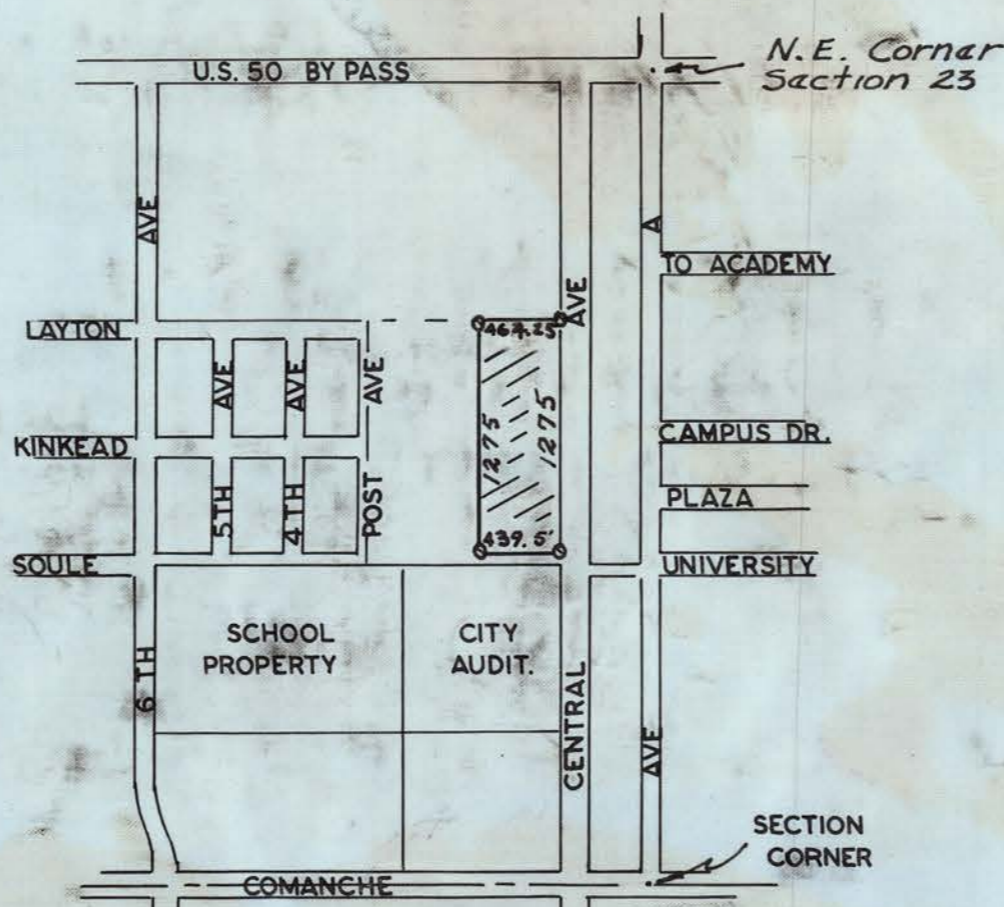 N.E. Corner
Section 23
U.S. 50 BY PASS
AVE
A
TO ACADEMY
AVE
LAYTON
464.25'
AVE
AVE
AVE
1275
1275
KINKEAD
CAMPUS DR.
5TH
4TH
POST
PLAZA
439.5'
SOULE
UNIVERSITY
SCHOOL
PROPERTY
CITY
AUDIT.
6 TH
CENTRAL
AVE
SECTION
CORNER
COMANCHE